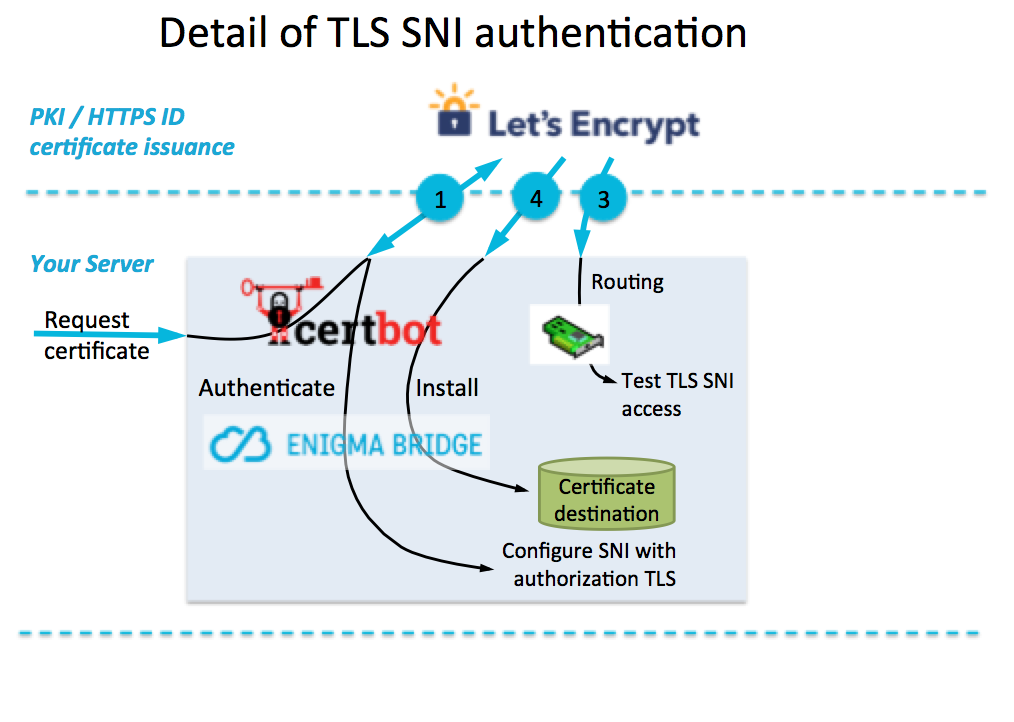 Detail of TLS SNI authentication
PKI / HTTPS ID
certificate issuance
Let's Encrypt
1
4
3
Your Server
Request
certificate
certbot
Routing
Authenticate
Install
Test TLS SNI
access
ENIGMA BRIDGE
Certificate
destination
Configure SNI with
authorization TLS